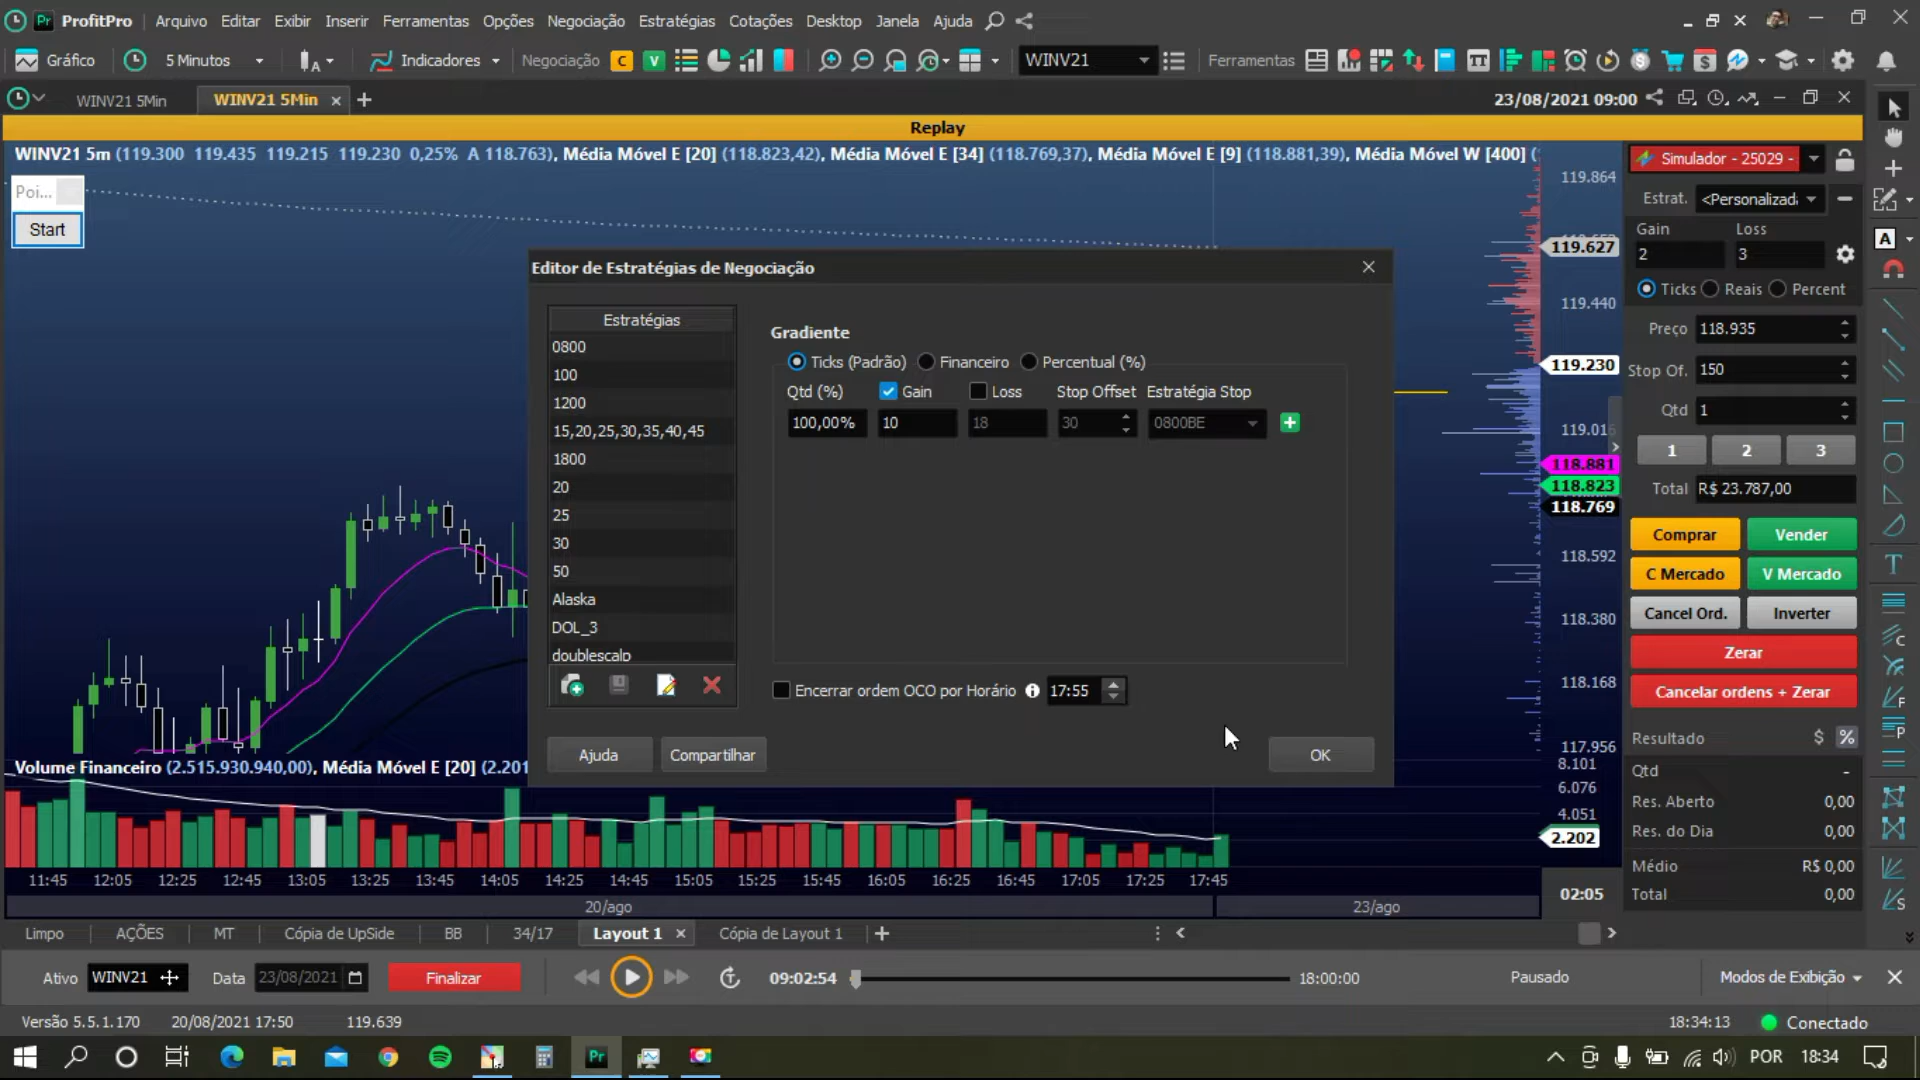 Pr ProfitPro Arquivo Editar Exibir Inserir Ferramentas Opções Negociação Estratégias Cotações Desktop Janela Ajuda
Gráfico 5 Minutos A Indicadores Negociação C V WINV21 Ferramentas
WINV21 5Min WINV21 5Min 23/08/2021 09:00
Replay
WINV21 5m (119.300 119.435 119.215 119.230 0,25% A 118.763), Média Móvel E [20] (118.823,42), Média Móvel E [34] (118.769,37), Média Móvel E [9] (118.881,39), Média Móvel W [400] (
Poi...
Start
119.864
119.627
119.440
119.230
118.881
118.823
118.769
118.592
118.380
118.168
117.956
8.101
6.076
4.051
2.202
02:05
Editor de Estratégias de Negociação
Estratégias
0800
100
1200
15,20,25,30,35,40,45
1800
20
25
30
50
Alaska
DOL_3
doublescalp
Gradiente
Ticks (Padrão) Financeiro Percentual (%)
Qtd (%) Gain Loss Stop Offset Estratégia Stop
100,00% 10 18 30 0800BE
Encerrar ordem OCO por Horário 17:55
Ajuda Compartilhar OK
Simulador - 25029 -
Estrat. <Personalizada
Gain Loss
2 3
Ticks Reais Percent
Preço 118.935
Stop Of. 150
Qtd 1
1 2 3
Total R$ 23.787,00
Comprar Vender
C Mercado V Mercado
Cancel Ord. Inverter
Zerar
Cancelar ordens + Zerar
Resultado $ %
Qtd -
Res. Aberto 0,00
Res. do Dia 0,00
Médio R$ 0,00
Total 0,00
Volume Financeiro (2.515.930.940,00), Média Móvel E [20] (2.201
11:45 12:05 12:25 12:45 13:05 13:25 13:45 14:05 14:25 14:45 15:05 15:25 15:45 16:05 16:25 16:45 17:05 17:25 17:45
20/ago 23/ago
Limpo AÇÕES MT Cópia de UpSide BB 34/17 Layout 1 Cópia de Layout 1
Ativo WINV21 Data 23/08/2021 Finalizar 09:02:54 18:00:00 Pausado Modos de Exibição
Versão 5.5.1.170 20/08/2021 17:50 119.639 18:34:13 Conectado
Pr POR 18:34